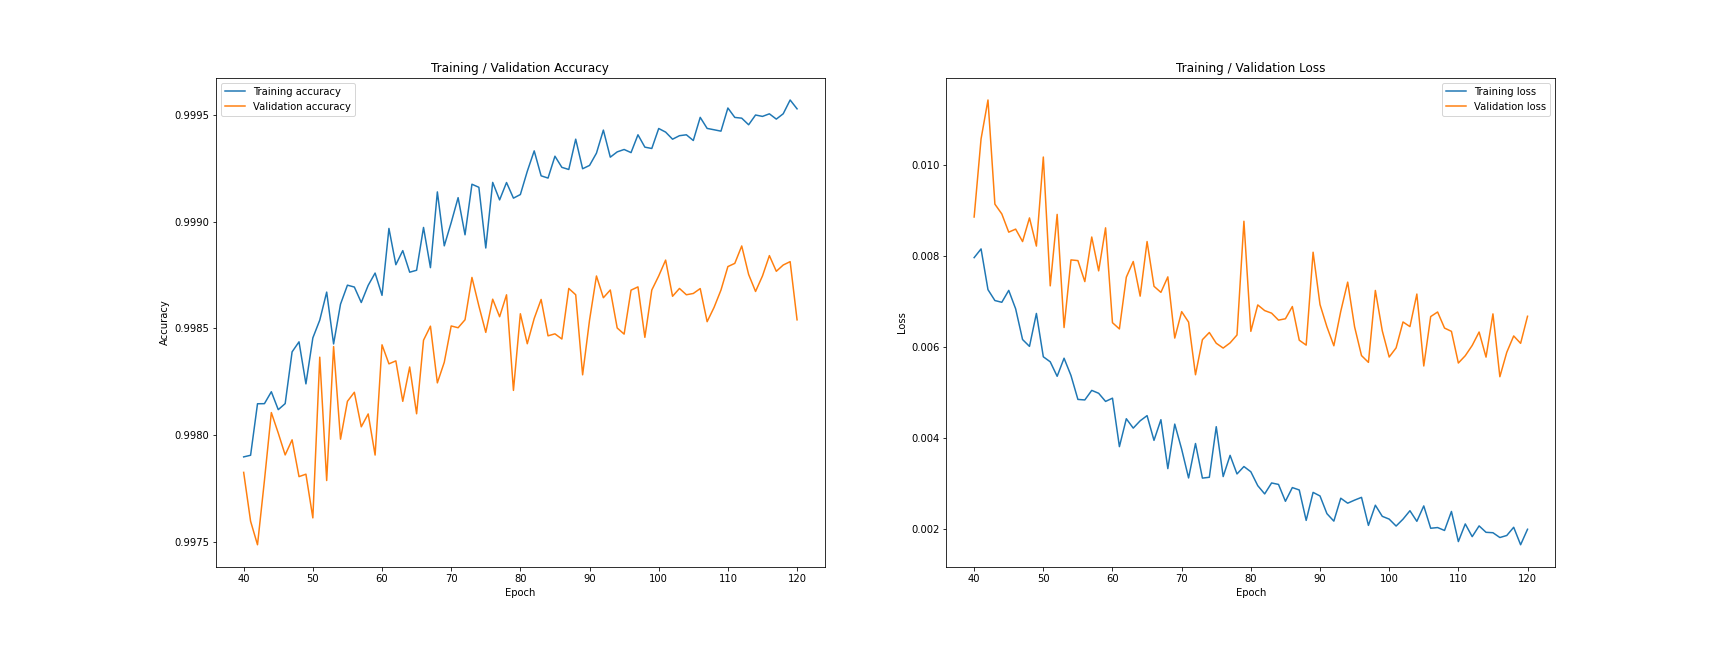 Training / Validation Accuracy
Training accuracy
Validation accuracy
0.9995
0.9990
0.9985
0.9980
0.9975
Accuracy
40 50 60 70 80 90 100 110 120
Epoch
Training / Validation Loss
Training loss
Validation loss
0.010
0.008
0.006
0.004
0.002
Loss
40 50 60 70 80 90 100 110 120
Epoch